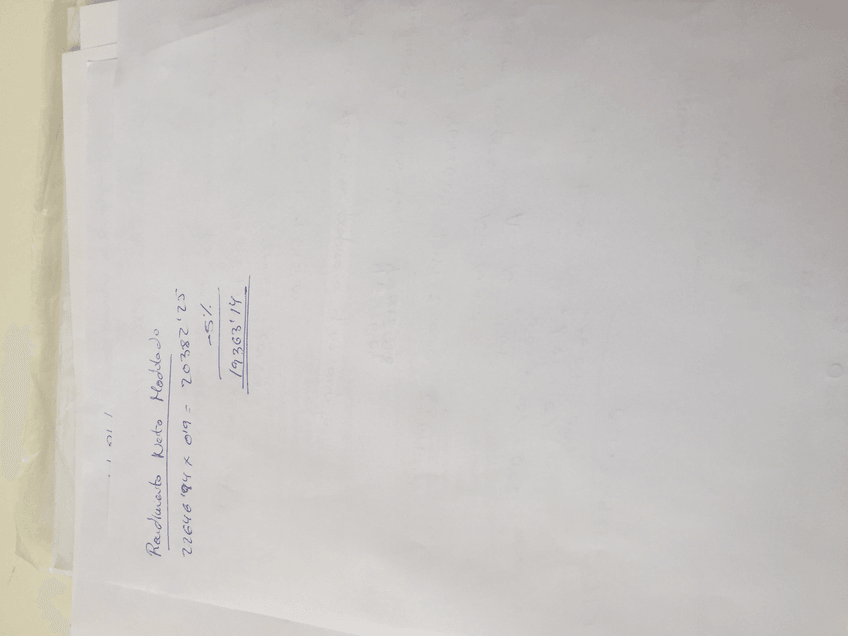 Rendimiento Neto Modulado
22646'94 x 0'9 = 20382'25
-5%
19363'14